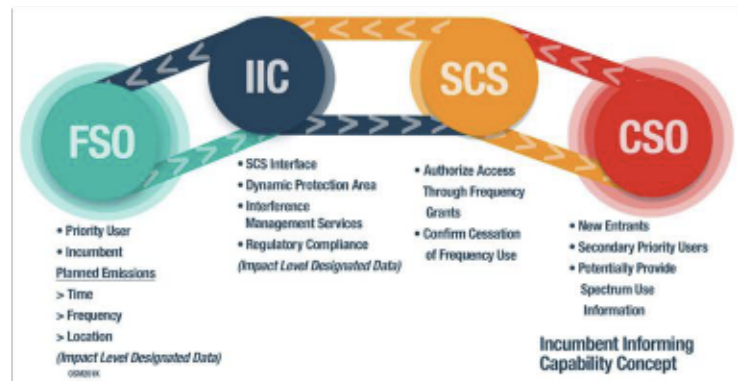 FSO
IIC
SCS
CSO
• Priority User
• Incumbent
Planned Emissions
> Time
> Frequency
> Location
(Impact Level Designated Data)
• SCS Interface
• Dynamic Protection Area
• Interference
Management Services
• Regulatory Compliance
(Impact Level Designated Data)
• Authorize Access
Through Frequency
Grants
• Confirm Cessation
of Frequency Use
• New Entrants
• Secondary Priority Users
• Potentially Provide
Spectrum Use
Information
Incumbent Informing
Capability Concept